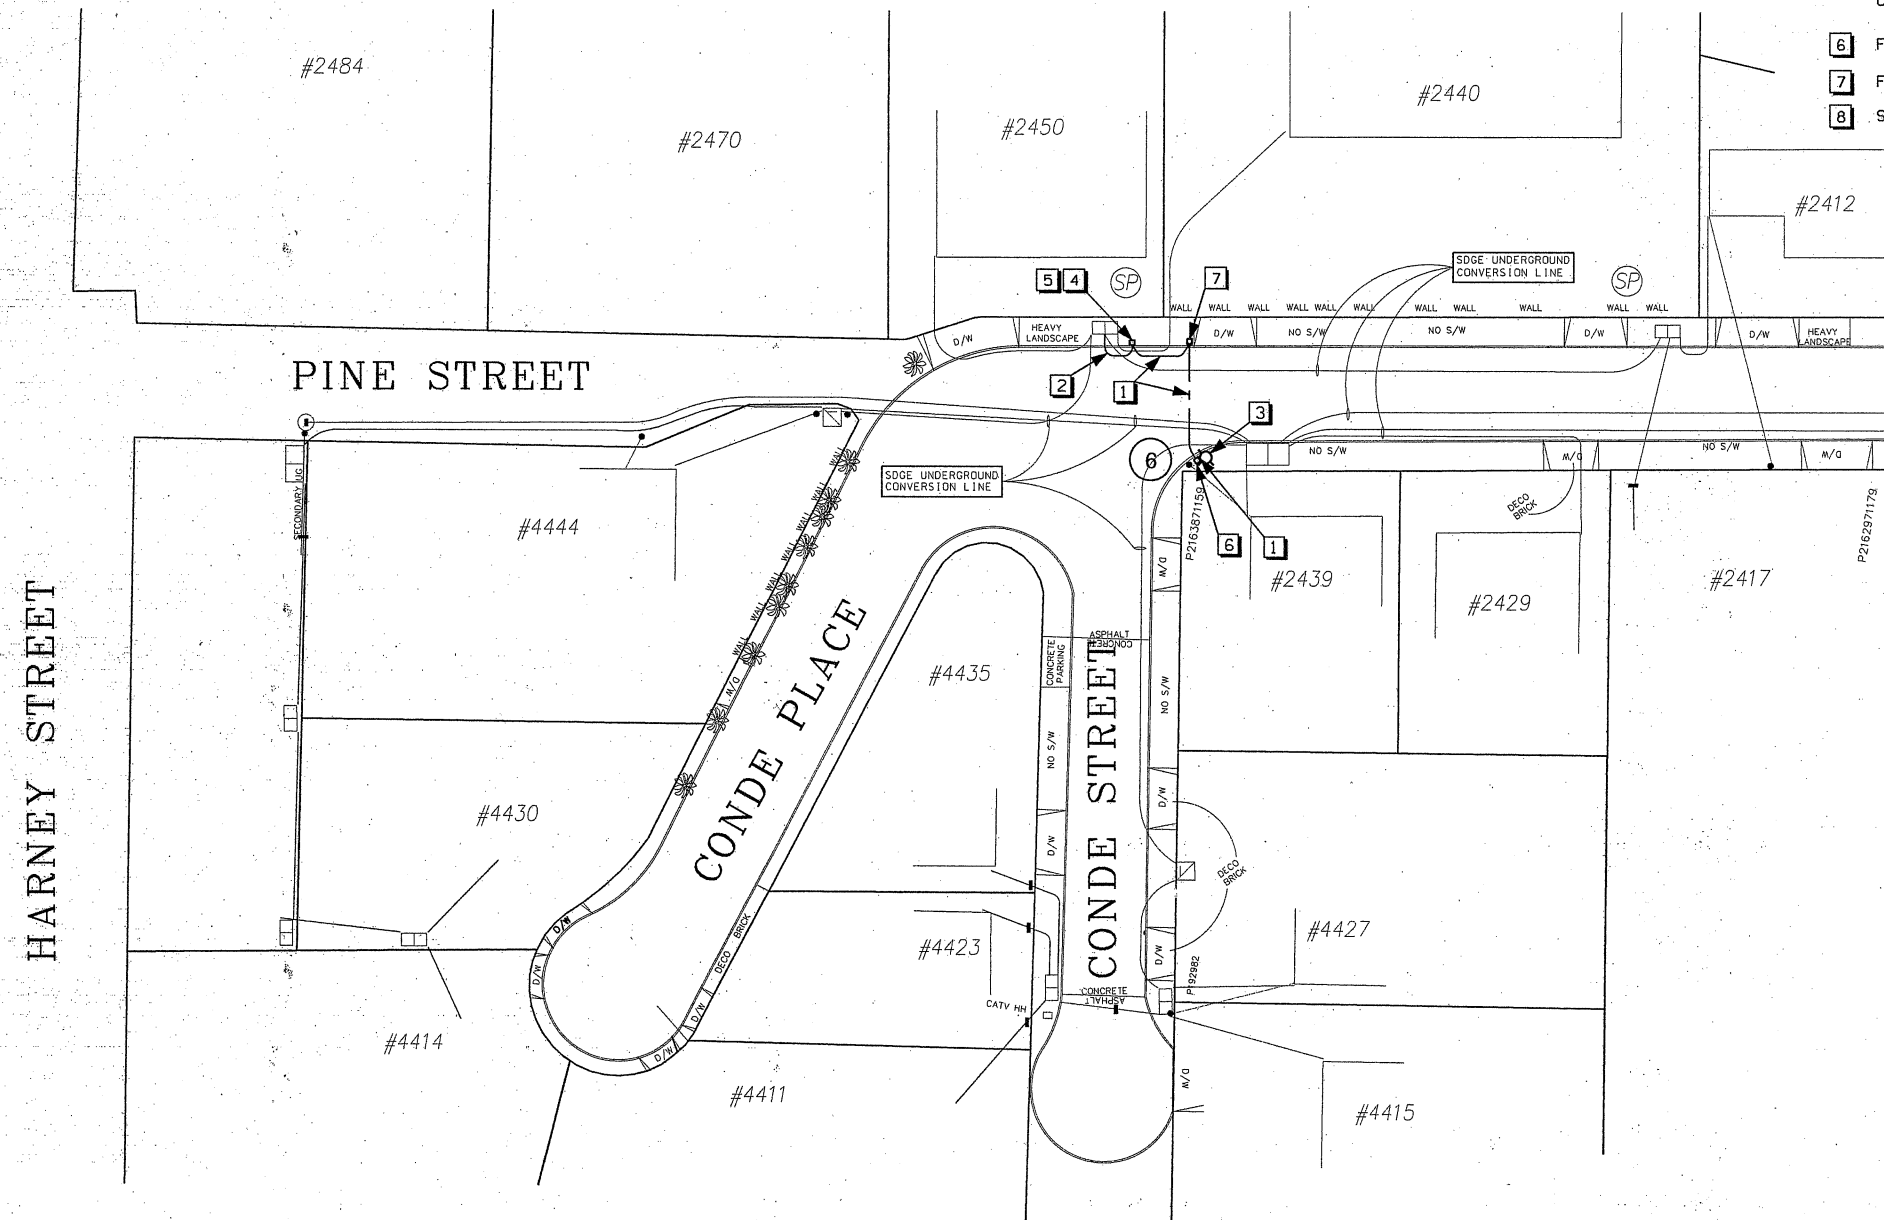 #2484
#2470
#2450
#2440
#2412
6 F
7 F
8 S
SDGE UNDERGROUND
CONVERSION LINE
5 4
SP
7
SP
WALL WALL WALL WALL WALL WALL WALL WALL WALL WALL WALL
D/W
HEAVY
LANDSCAPE
D/W
NO S/W
NO S/W
D/W
D/W
HEAVY
LANDSCAPE
PINE STREET
2
1
3
6
NO S/W
D/W
NO S/W
D/W
SDGE UNDERGROUND
CONVERSION LINE
SECONDARY UG
#4444
WALL
WALL
WALL
WALL
WALL
WALL
WALL
D/W
P2163871159
6
1
DECO
BRICK
P2162971179
D/W
#2439
#2429
#2417
HARNEY STREET
CONDE PLACE
#4435
ASPHALT
CONCRETE
CONCRETE
PARKING
NO S/W
NO S/W
CONDE STREET
#4430
D/W
D/W
DECO
BRICK
D/W
DECO BRICK
#4423
D/W
#4427
D/W
P192982
CONCRETE
ASPHALT
CATV HH
D/W
D/W
#4414
#4411
D/W
#4415